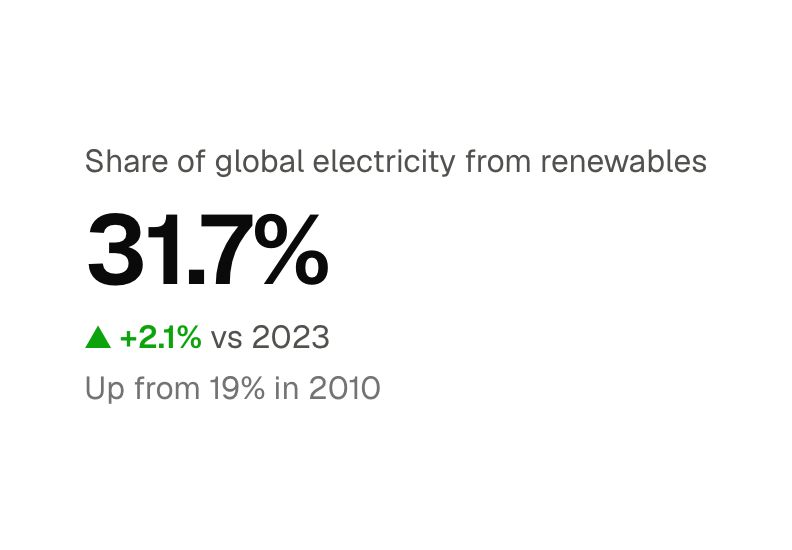 Share of global electricity from renewables
31.7%
▲ +2.1% vs 2023
Up from 19% in 2010